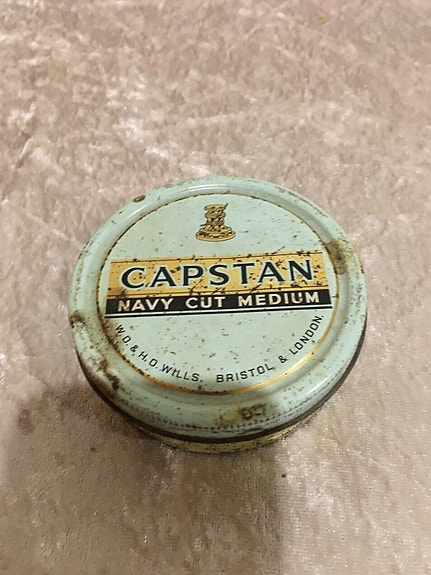 CAPSTAN
NAVY CUT MEDIUM
W.D. & H.O. WILLS. BRISTOL & LONDON.